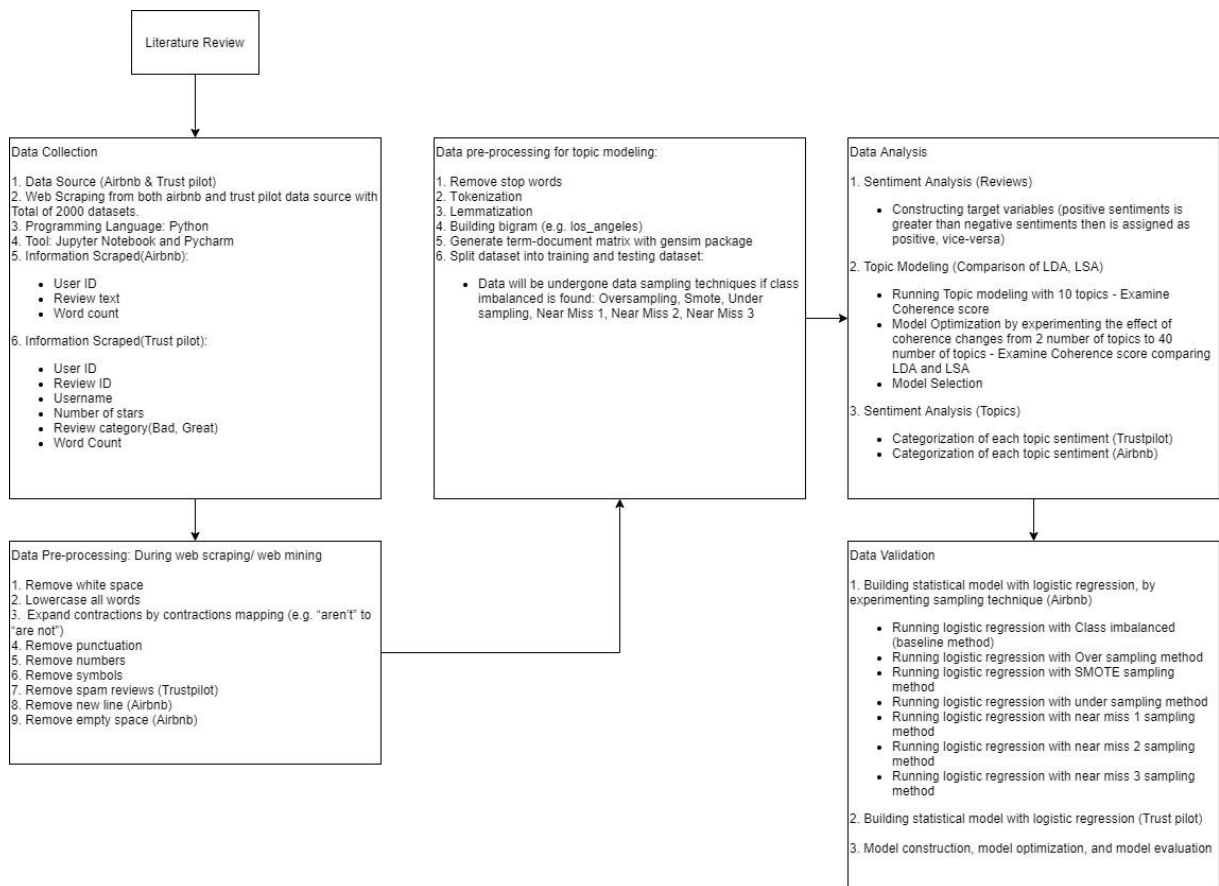 Literature Review
Data Collection
1. Data Source (Airbnb & Trust pilot)
2. Web Scraping from both airbnb and trust pilot data source with
Total of 2000 datasets.
3. Programming Language: Python
4. Tool: Jupyter Notebook and Pycharm
5. Information Scraped(Airbnb):
• User ID
• Review text
• Word count
6. Information Scraped(Trust pilot):
• User ID
• Review ID
• Username
• Number of stars
• Review category(Bad, Great)
• Word Count
Data Pre-processing: During web scraping/ web mining
1. Remove white space
2. Lowercase all words
3. Expand contractions by contractions mapping (e.g. “aren’t” to
“are not”)
4. Remove punctuation
5. Remove numbers
6. Remove symbols
7. Remove spam reviews (Trustpilot)
8. Remove new line (Airbnb)
9. Remove empty space (Airbnb)
Data pre-processing for topic modeling:
1. Remove stop words
2. Tokenization
3. Lemmatization
4. Building bigram (e.g. los_angeles)
5. Generate term-document matrix with gensim package
6. Split dataset into training and testing dataset:
• Data will be undergone data sampling techniques if class
imbalanced is found: Oversampling, Smote, Under
sampling, Near Miss 1, Near Miss 2, Near Miss 3
Data Analysis
1. Sentiment Analysis (Reviews)
• Constructing target variables (positive sentiments is
greater than negative sentiments then is assigned as
positive, vice-versa)
2. Topic Modeling (Comparison of LDA, LSA)
• Running Topic modeling with 10 topics - Examine
Coherence score
• Model Optimization by experimenting the effect of
coherence changes from 2 number of topics to 40
number of topics - Examine Coherence score comparing
LDA and LSA
• Model Selection
3. Sentiment Analysis (Topics)
• Categorization of each topic sentiment (Trustpilot)
• Categorization of each topic sentiment (Airbnb)
Data Validation
1. Building statistical model with logistic regression, by
experimenting sampling technique (Airbnb)
• Running logistic regression with Class imbalanced
(baseline method)
• Running logistic regression with Over sampling method
• Running logistic regression with SMOTE sampling
method
• Running logistic regression with under sampling method
• Running logistic regression with near miss 1 sampling
method
• Running logistic regression with near miss 2 sampling
method
• Running logistic regression with near miss 3 sampling
method
2. Building statistical model with logistic regression (Trust pilot)
3. Model construction, model optimization, and model evaluation